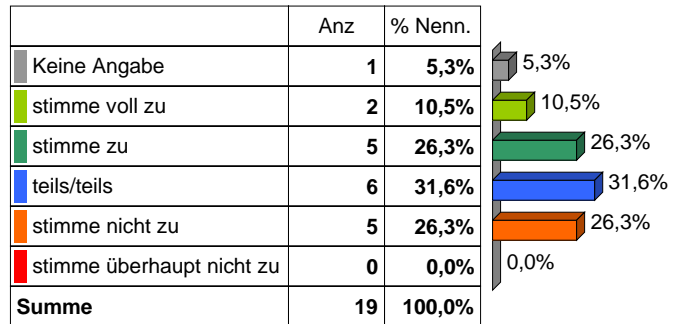 Anz % Nenn.
Keine Angabe 1 5,3% 5,3%
stimme voll zu 2 10,5% 10,5%
stimme zu 5 26,3% 26,3%
teils/teils 6 31,6% 31,6%
stimme nicht zu 5 26,3% 26,3%
stimme überhaupt nicht zu 0 0,0% 0,0%
Summe 19 100,0%